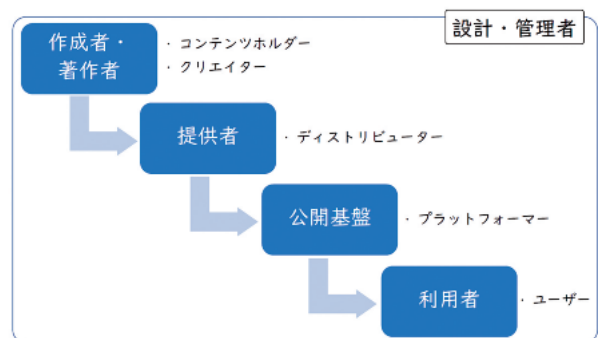 設計・管理者
作成者・
著作者
・コンテンツホルダー
・クリエイター
提供者
・ディストリビューター
公開基盤
・プラットフォーマー
利用者
・ユーザー